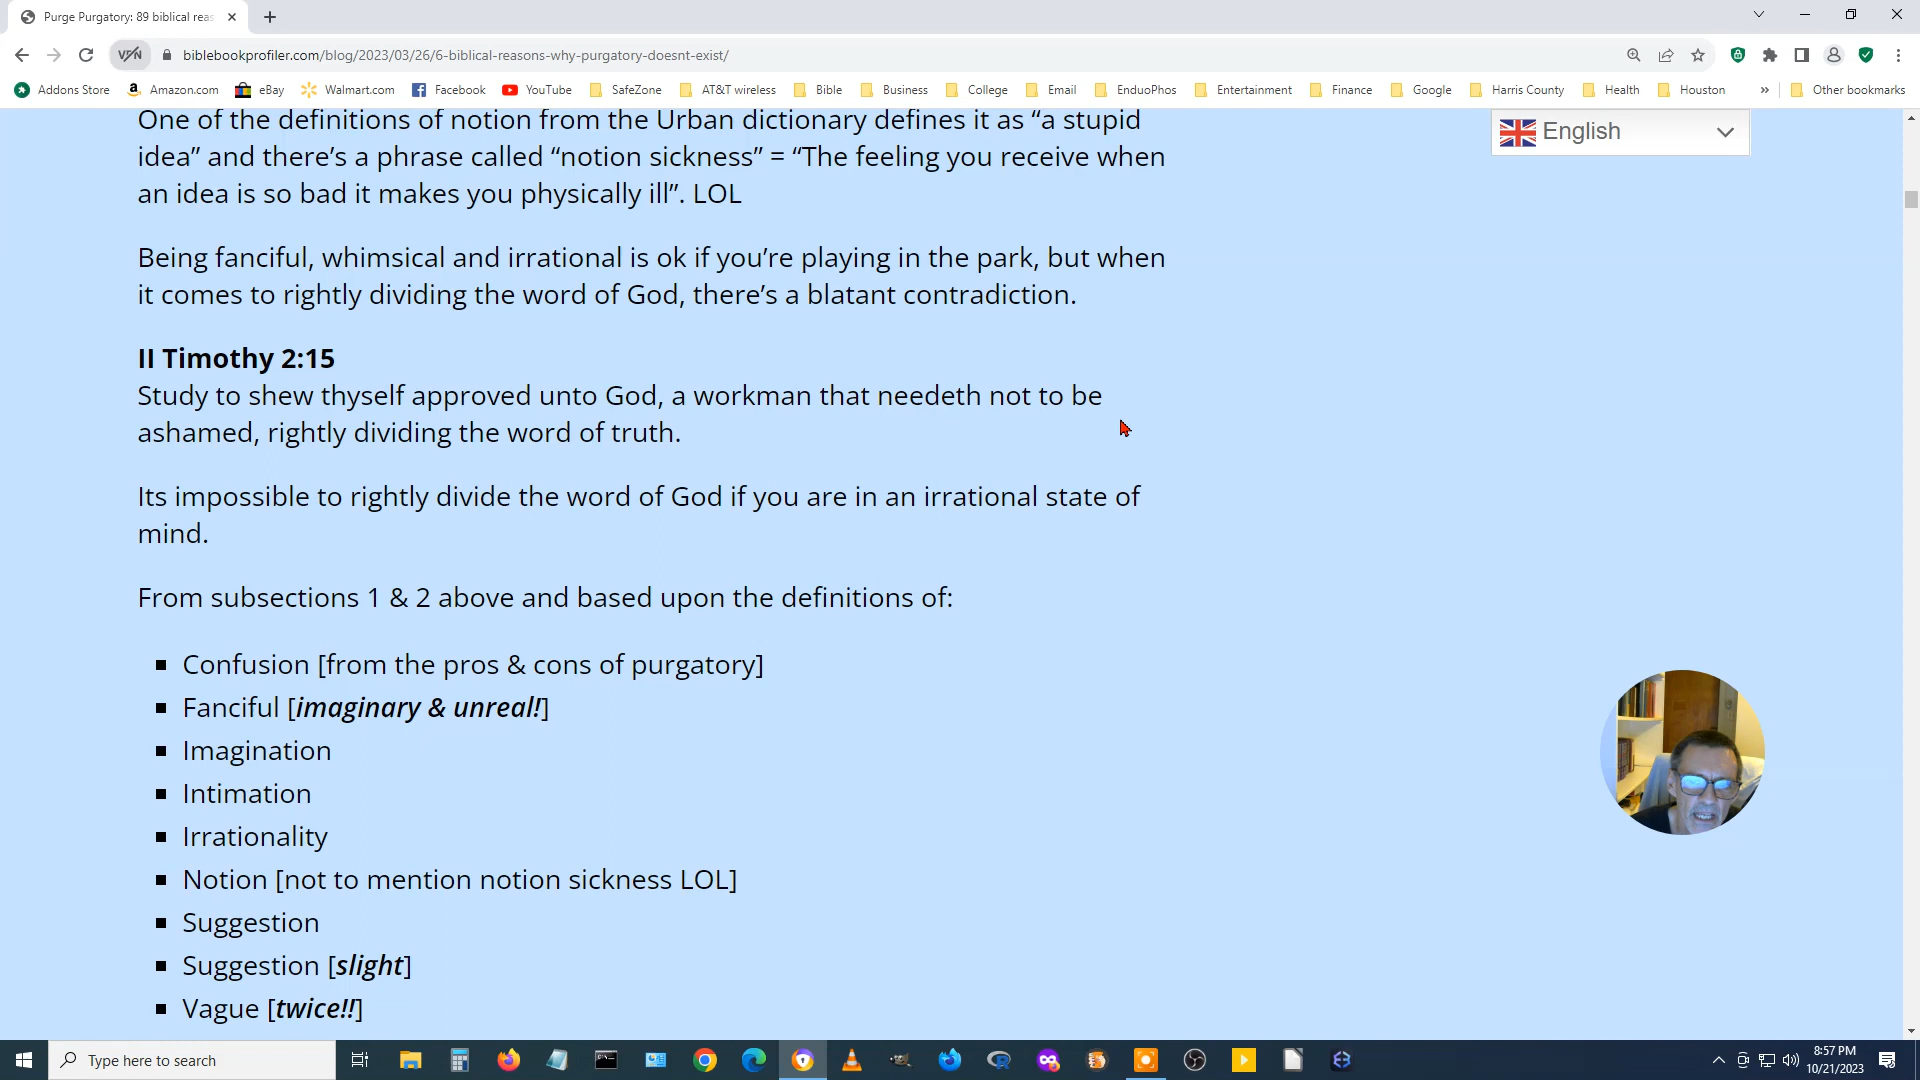 Purge Purgatory: 89 biblical reas
biblebookprofiler.com/blog/2023/03/26/6-biblical-reasons-why-purgatory-doesnt-exist/
VPN
Addons Store
Amazon.com
eBay
Walmart.com
Facebook
YouTube
SafeZone
AT&T wireless
Bible
Business
College
Email
EnduoPhos
Entertainment
Finance
Google
Harris County
Health
Houston
»
Other bookmarks
English
One of the definitions of notion from the Urban dictionary defines it as “a stupid
idea” and there’s a phrase called “notion sickness” = “The feeling you receive when
an idea is so bad it makes you physically ill”. LOL
Being fanciful, whimsical and irrational is ok if you’re playing in the park, but when
it comes to rightly dividing the word of God, there’s a blatant contradiction.
II Timothy 2:15
Study to shew thyself approved unto God, a workman that needeth not to be
ashamed, rightly dividing the word of truth.
Its impossible to rightly divide the word of God if you are in an irrational state of
mind.
From subsections 1 & 2 above and based upon the definitions of:
Confusion [from the pros & cons of purgatory]
Fanciful [imaginary & unreal!]
Imagination
Intimation
Irrationality
Notion [not to mention notion sickness LOL]
Suggestion
Suggestion [slight]
Vague [twice!!]
Type here to search
8:57 PM
10/21/2023